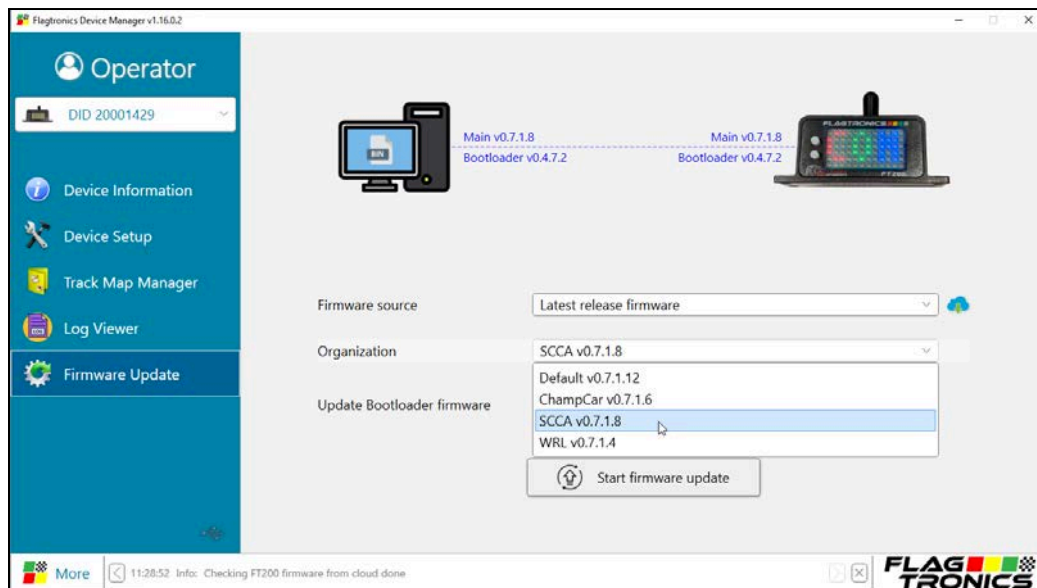 Flagtronics Device Manager v1.16.0.2
Operator
DID 20001429
Device Information
Device Setup
Track Map Manager
Log Viewer
Firmware Update
Main v0.7.1.8
Bootloader v0.4.7.2
Main v0.7.1.8
Bootloader v0.4.7.2
BIN
FLAGTRONICS
FT200
Firmware source
Latest release firmware
Organization
SCCA v0.7.1.8
Default v0.7.1.12
ChampCar v0.7.1.6
SCCA v0.7.1.8
WRL v0.7.1.4
Update Bootloader firmware
Start firmware update
More
11:28:52 Info: Checking FT200 firmware from cloud done
FLAG
TRONICS